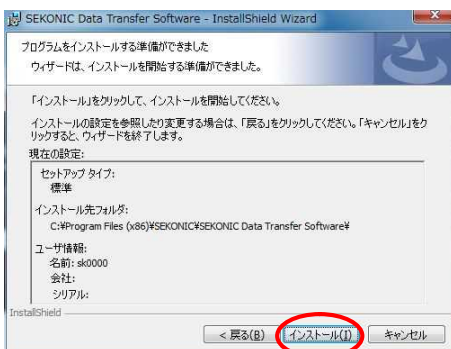 SEKONIC Data Transfer Software - InstallShield Wizard
プログラムをインストールする準備ができました
ウィザードは、インストールを開始する準備ができました。
「インストール」をクリックして、インストールを開始してください。
インストールの設定を参照したり変更する場合は、「戻る」をクリックしてください。「キャンセル」をク
リックすると、ウィザードを終了します。
現在の設定:
セットアップ タイプ:
標準
インストール先フォルダ:
C:¥Program Files (x86)¥SEKONIC¥SEKONIC Data Transfer Software¥
ユーザ情報:
名前: sk0000
会社:
シリアル:
InstallShield
< 戻る(B) インストール(I) キャンセル